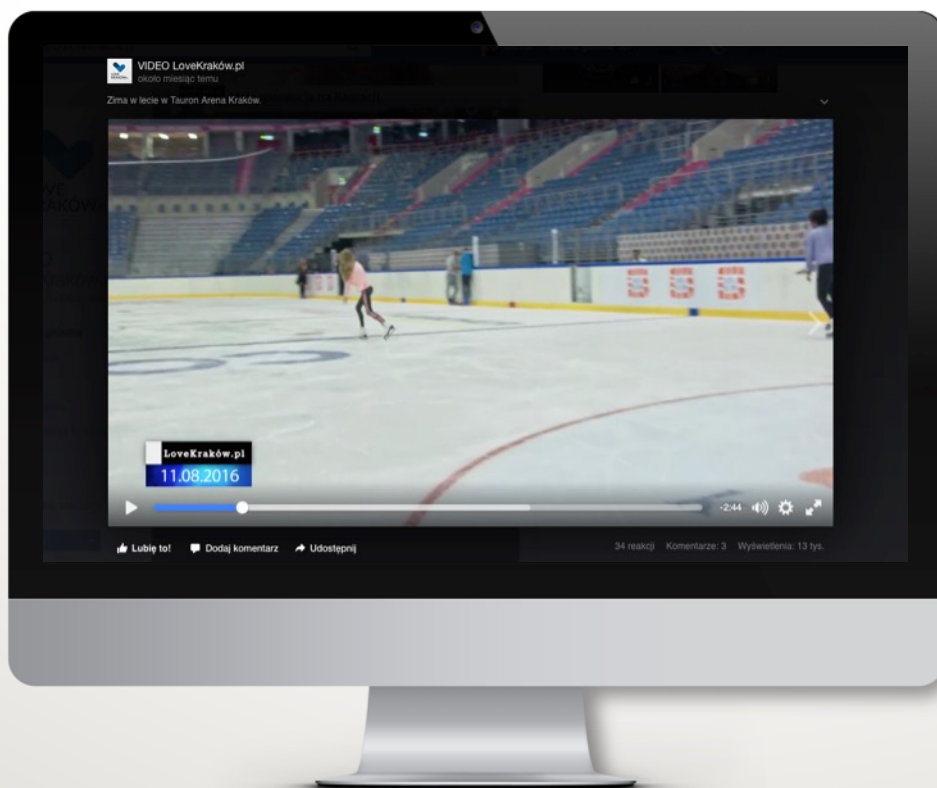 VIDEO LoveKraków.pl
około miesiąc temu
Zima w lecie w Tauron Arena Kraków.
LoveKraków.pl
11.08.2016
-2:44
Lubię to!
Dodaj komentarz
Udostępnij
34 reakcji
Komentarze: 3
Wyświetlenia: 13 tys.